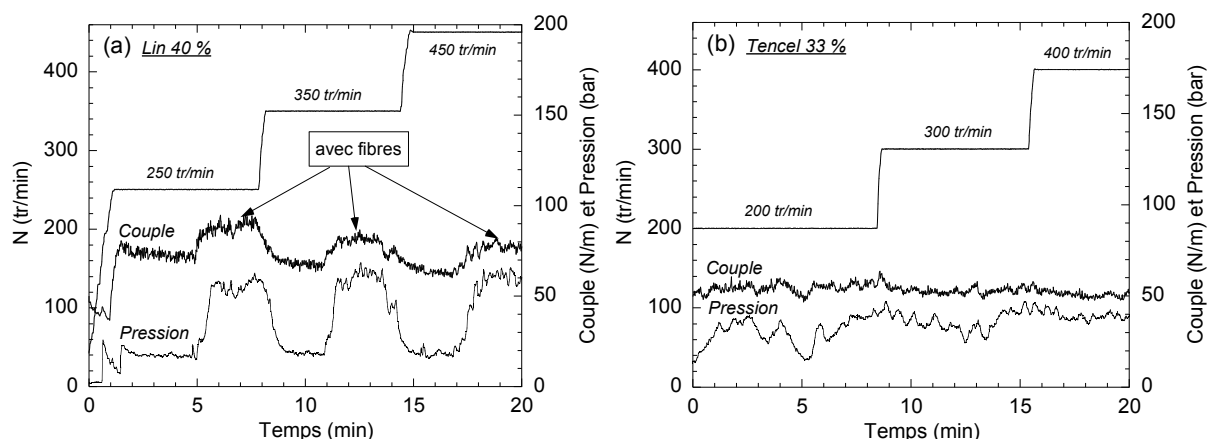 (a) Lin 40 %
450 tr/min
350 tr/min
avec fibres
250 tr/min
Couple
Pression
N (tr/min)
0
100
200
300
400
Couple (N/m) et Pression (bar)
0
50
100
150
200
0 5 10 15 20
Temps (min)
(b) Tencel 33 %
400 tr/min
300 tr/min
200 tr/min
Couple
Pression
N (tr/min)
0
100
200
300
400
Couple (N/m) et Pression (bar)
0
50
100
150
200
0 5 10 15 20
Temps (min)